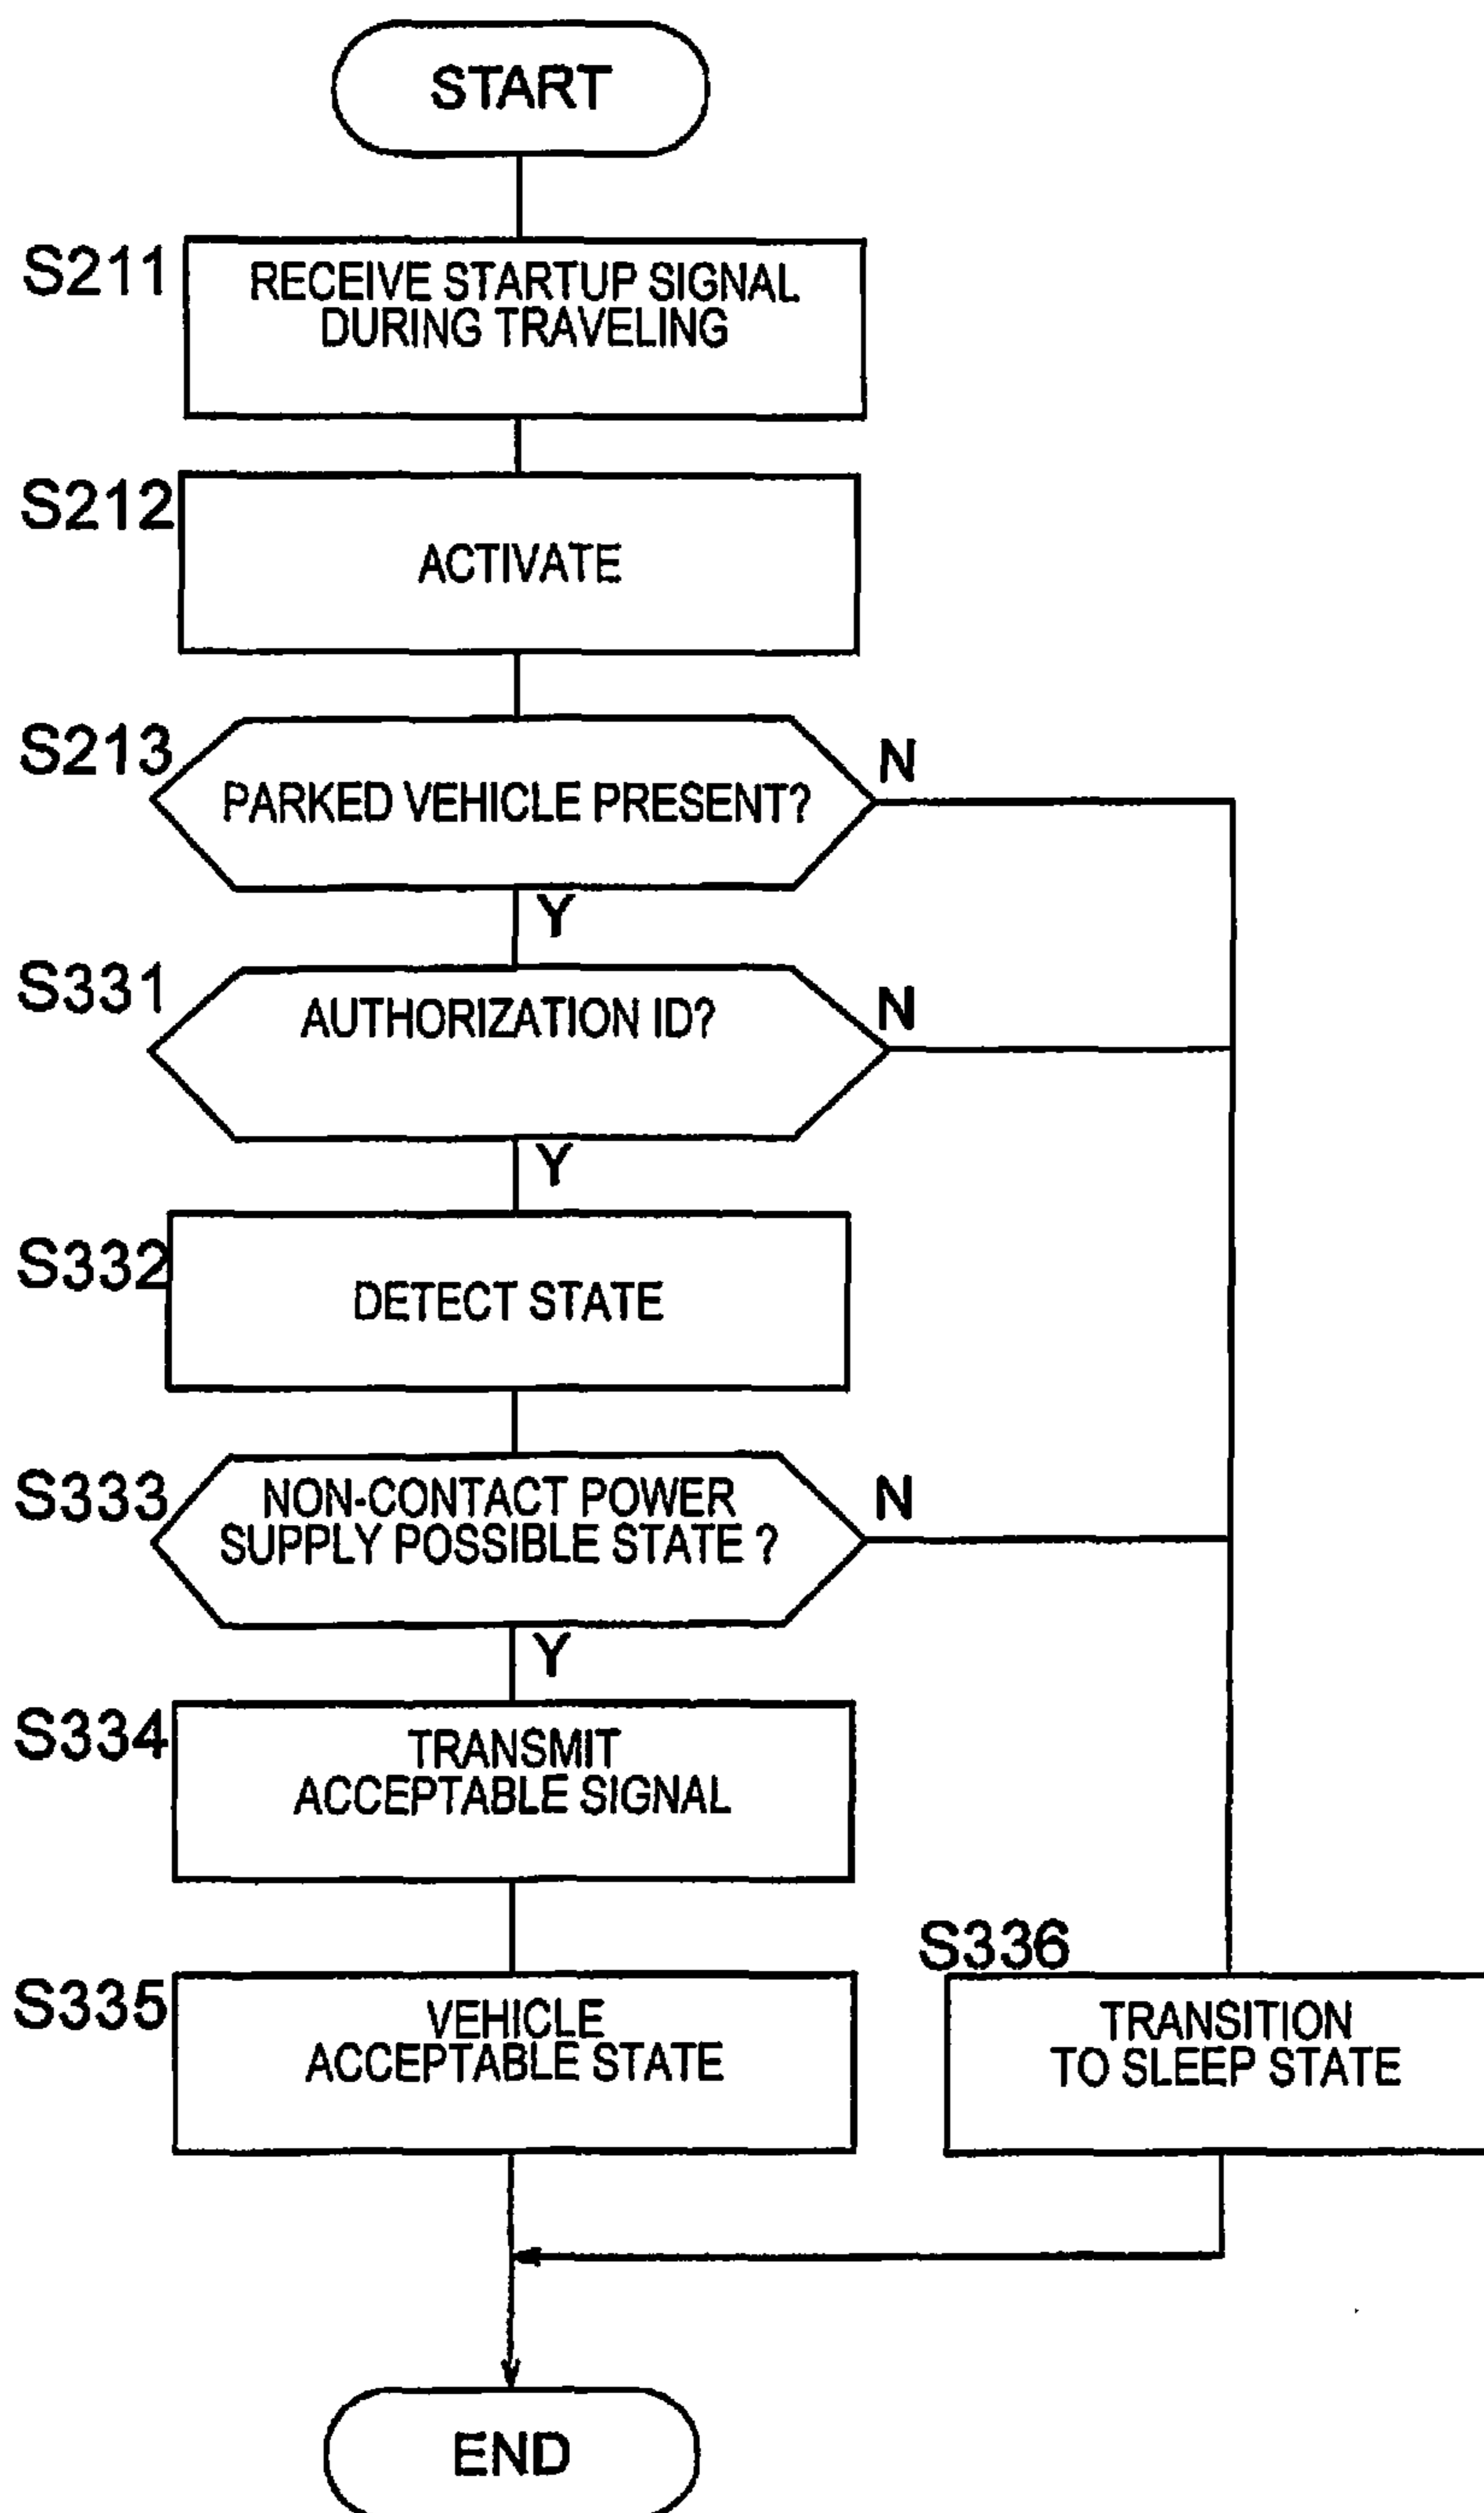 START
S211
RECEIVE STARTUP SIGNAL
DURING TRAVELING
S212
ACTIVATE
S213
PARKED VEHICLE PRESENT?
N
Y
S331
AUTHORIZATION ID?
N
Y
S332
DETECT STATE
S333
NON-CONTACT POWER
SUPPLY POSSIBLE STATE ?
N
Y
S334
TRANSMIT
ACCEPTABLE SIGNAL
S335
VEHICLE
ACCEPTABLE STATE
S336
TRANSITION
TO SLEEP STATE
END